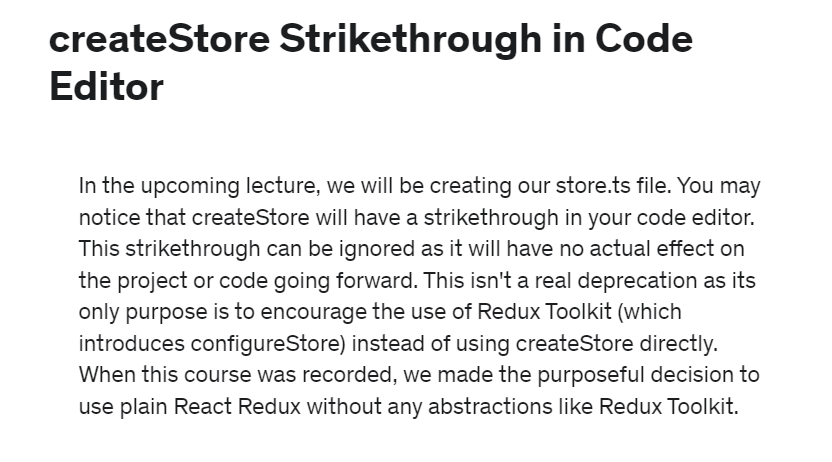 createStore Strikethrough in Code
Editor
In the upcoming lecture, we will be creating our store.ts file. You may
notice that createStore will have a strikethrough in your code editor.
This strikethrough can be ignored as it will have no actual effect on
the project or code going forward. This isn't a real deprecation as its
only purpose is to encourage the use of Redux Toolkit (which
introduces configureStore) instead of using createStore directly.
When this course was recorded, we made the purposeful decision to
use plain React Redux without any abstractions like Redux Toolkit.